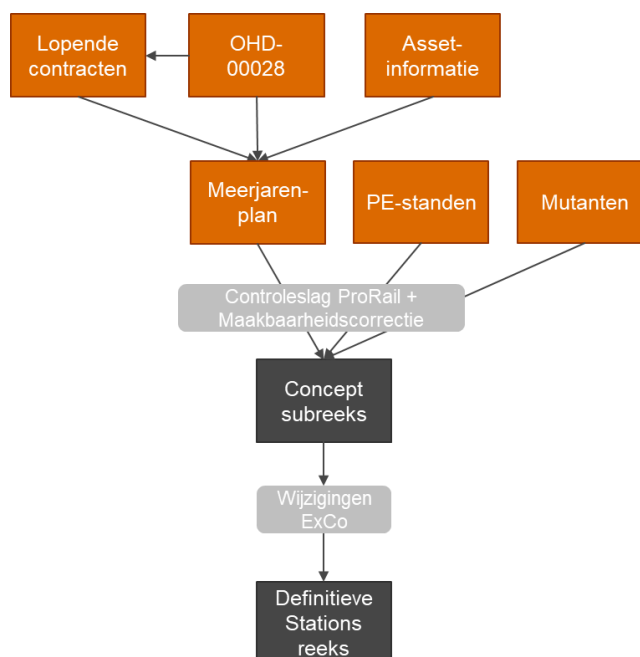 Lopende
contracten
OHD-
00028
Asset-
informatie
Meerjaren-
plan
PE-standen
Mutanten
Controleslag ProRail +
Maakbaarheidscorrectie
Concept
subreeks
Wijzigingen
ExCo
Definitieve
Stations
reeks